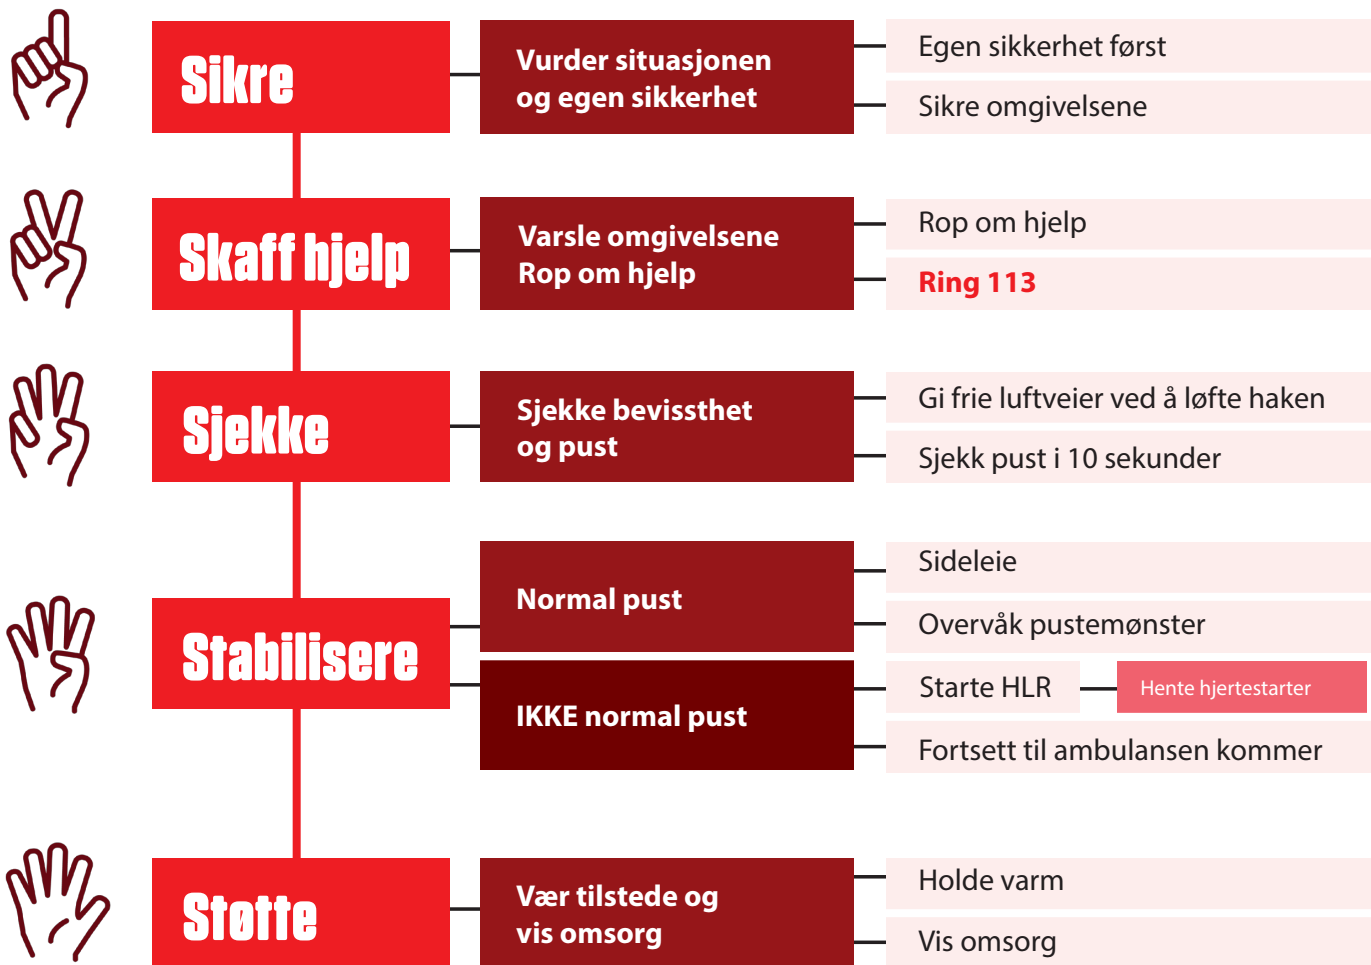 Sikre
Vurder situasjonen
og egen sikkerhet
Egen sikkerhet først
Sikre omgivelsene
Skaff hjelp
Varsle omgivelsene
Rop om hjelp
Rop om hjelp
Ring 113
Sjekke
Sjekke bevissthet
og pust
Gi frie luftveier ved å løfte haken
Sjekk pust i 10 sekunder
Stabilisere
Normal pust
Sideleie
Overvåk pustemønster
IKKE normal pust
Starte HLR
Hente hjertestarter
Fortsett til ambulansen kommer
Støtte
Vær tilstede og
vis omsorg
Holde varm
Vis omsorg